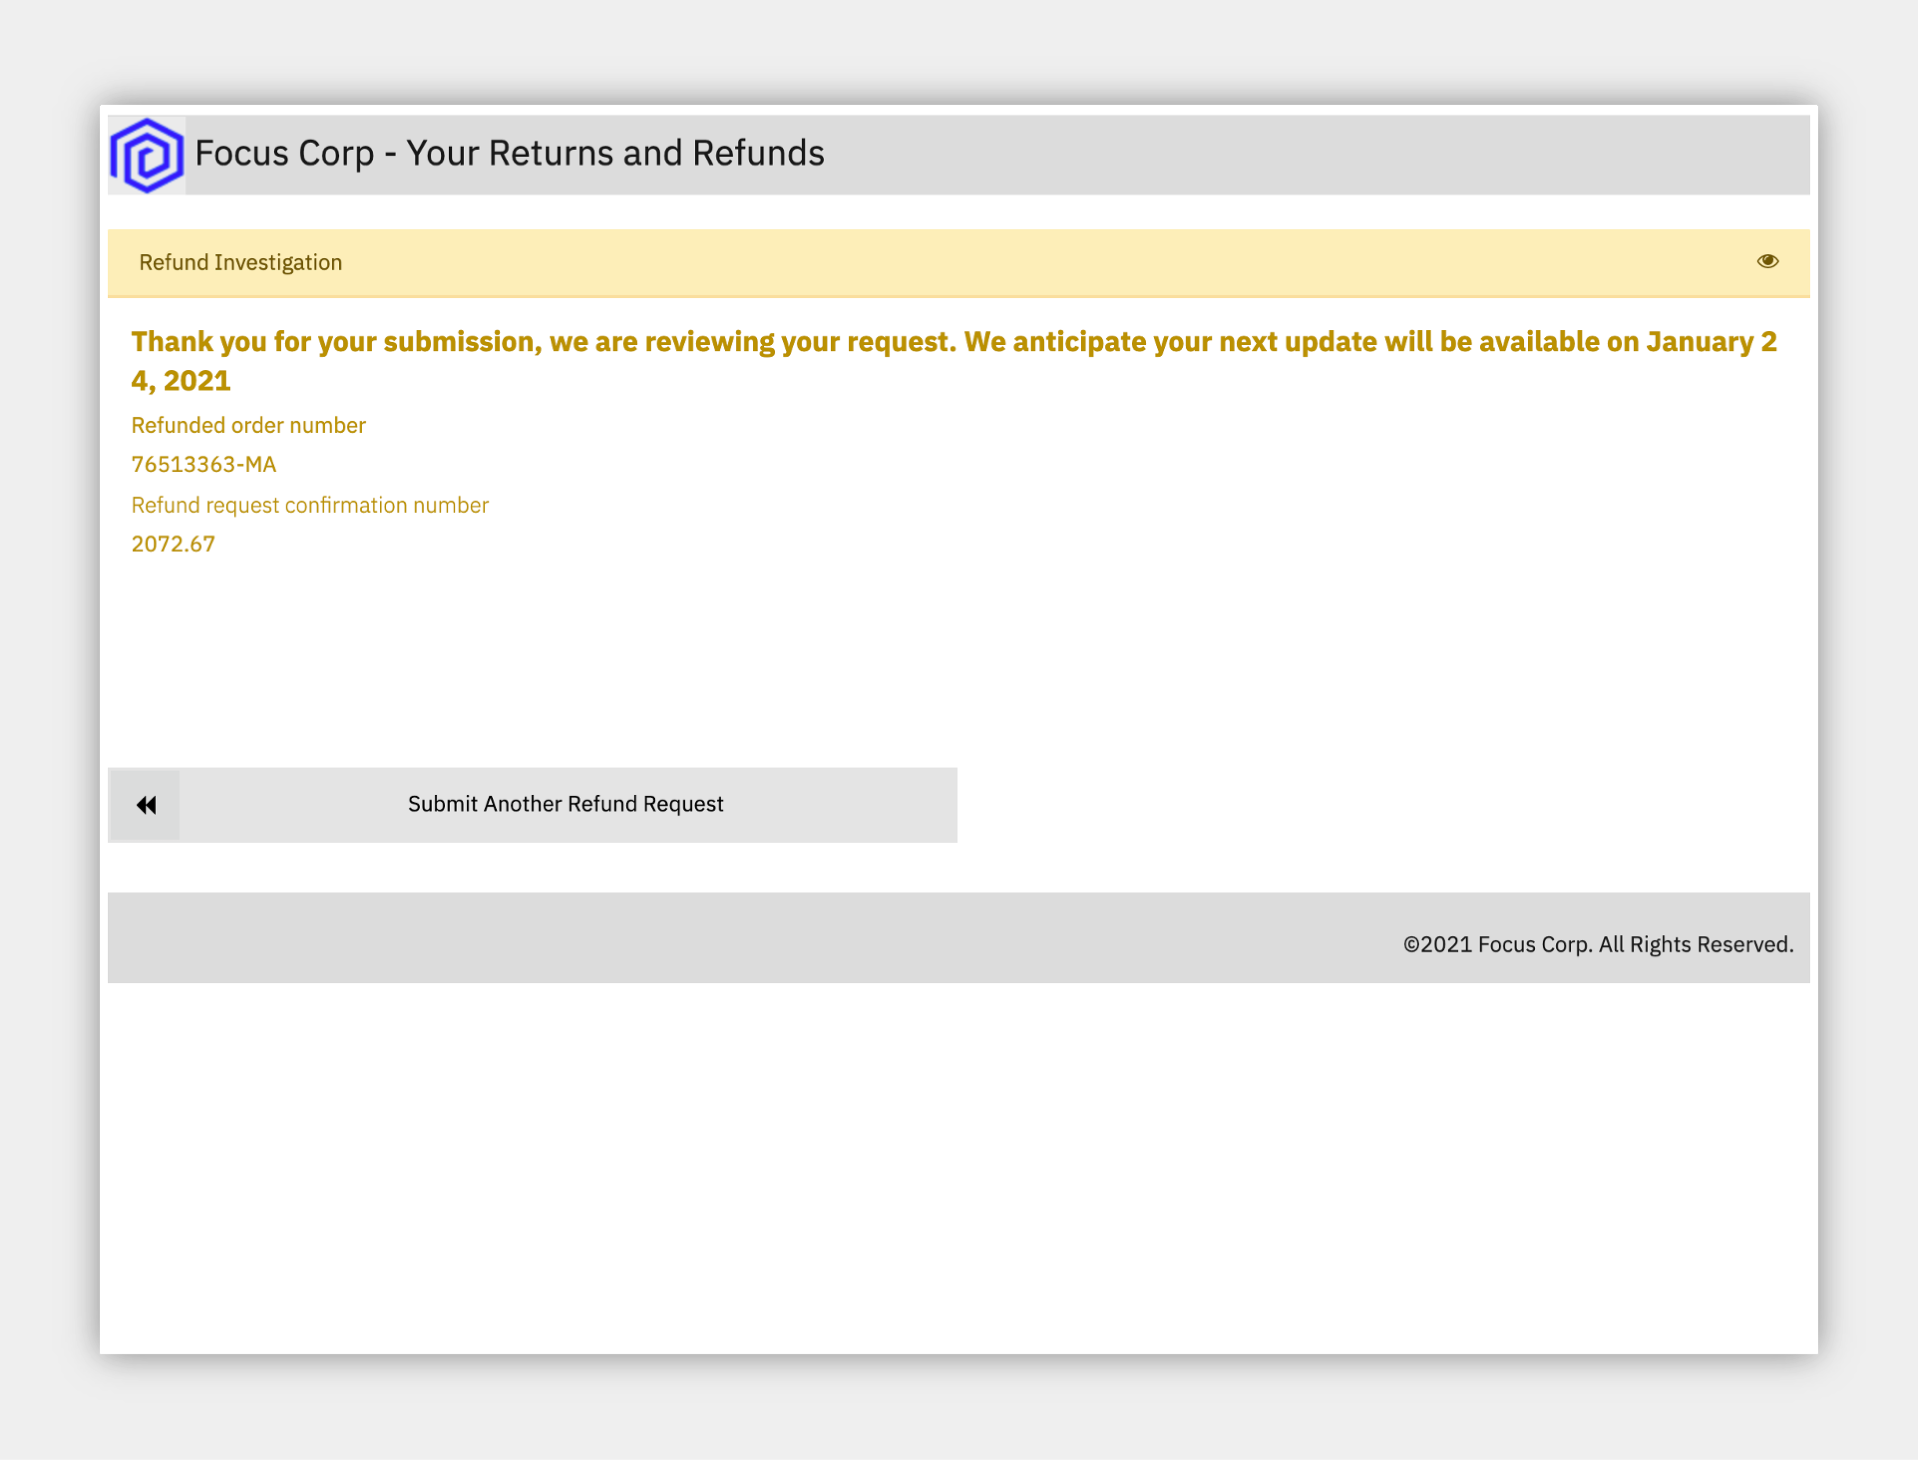 Focus Corp - Your Returns and Refunds
Refund Investigation
Thank you for your submission, we are reviewing your request. We anticipate your next update will be available on January 2
4, 2021
Refunded order number
76513363-MA
Refund request confirmation number
2072.67
Submit Another Refund Request
©2021 Focus Corp. All Rights Reserved.